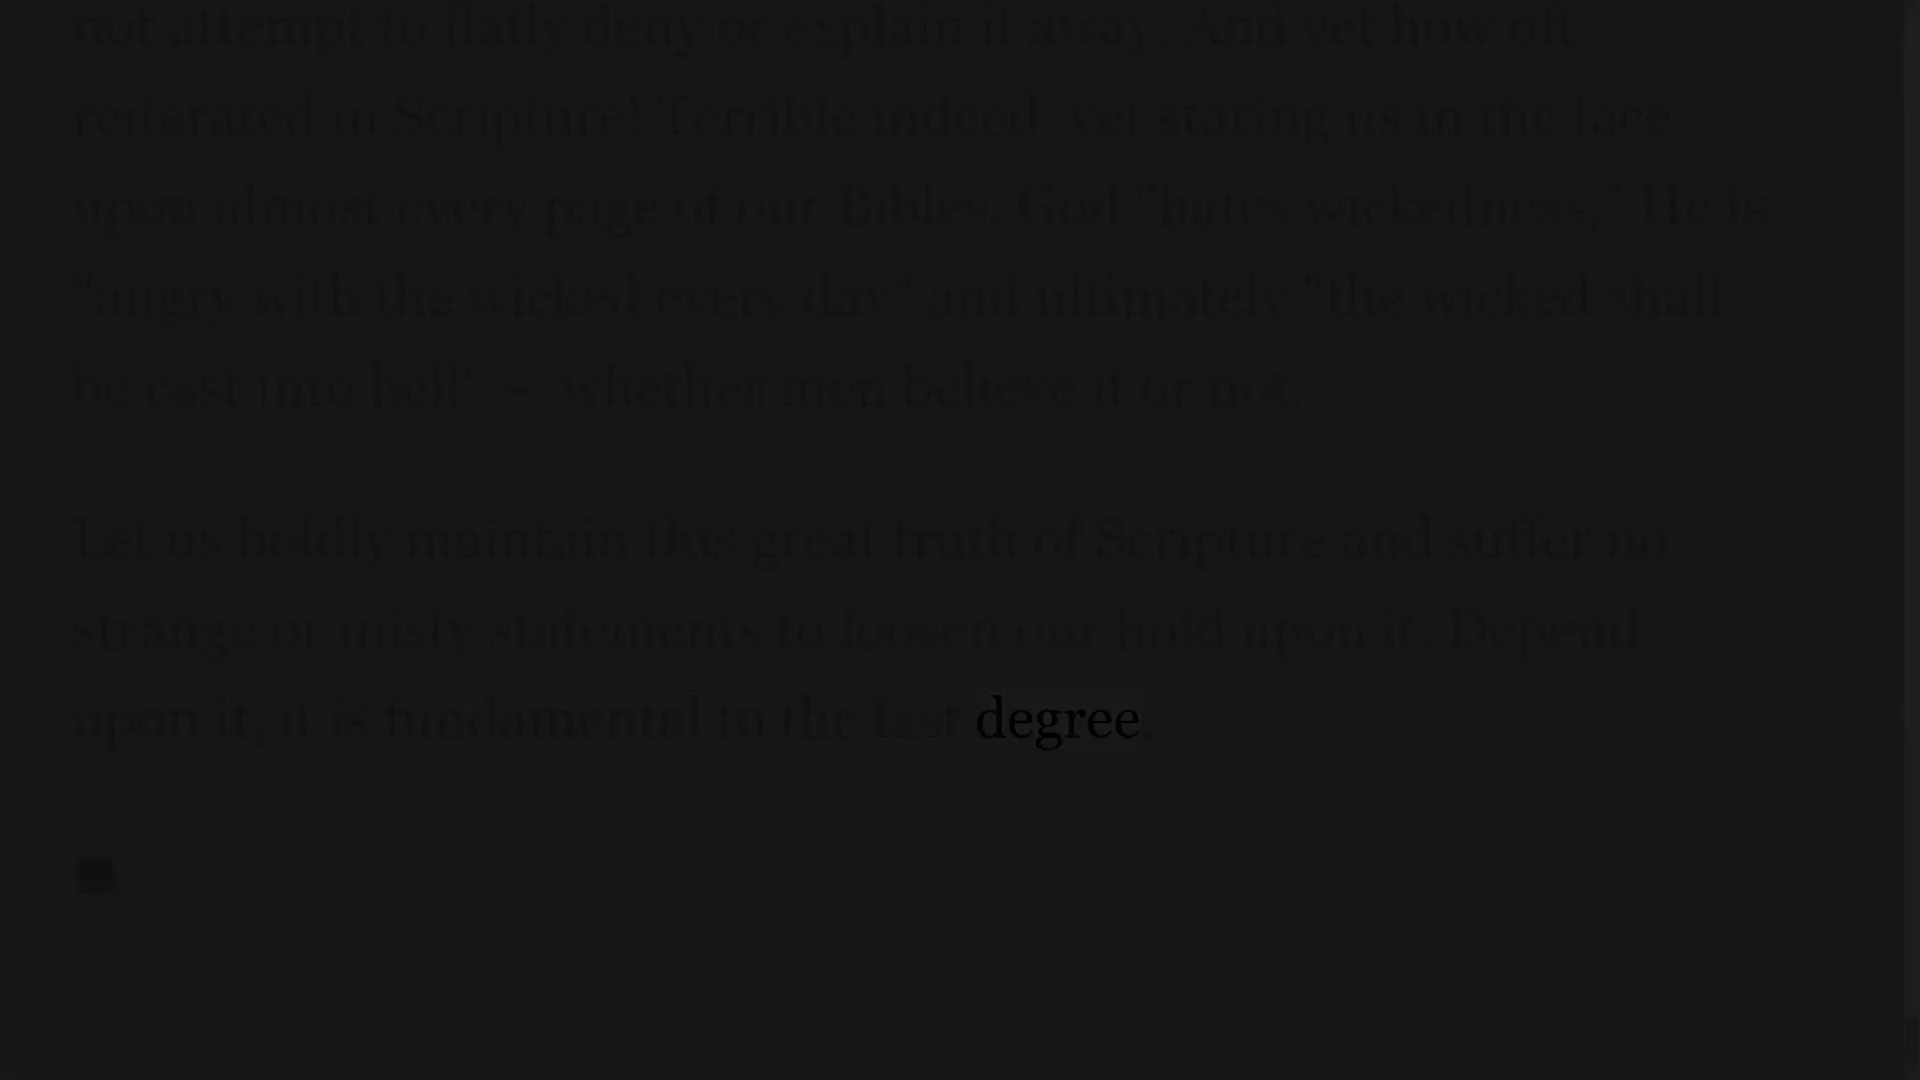 not attempt to flatly deny or explain it away. And yet how oft
reiterated in Scripture! Terrible indeed, yet staring us in the face
upon almost every page of our Bibles. God "hates wickedness," He is
"angry with the wicked every day" and ultimately "the wicked shall
be cast into hell" — whether men believe it or not.
Let us boldly maintain this great truth of Scripture and suffer no
strange or misty statements to loosen our hold upon it. Depend
upon it, it is fundamental to the last degree.